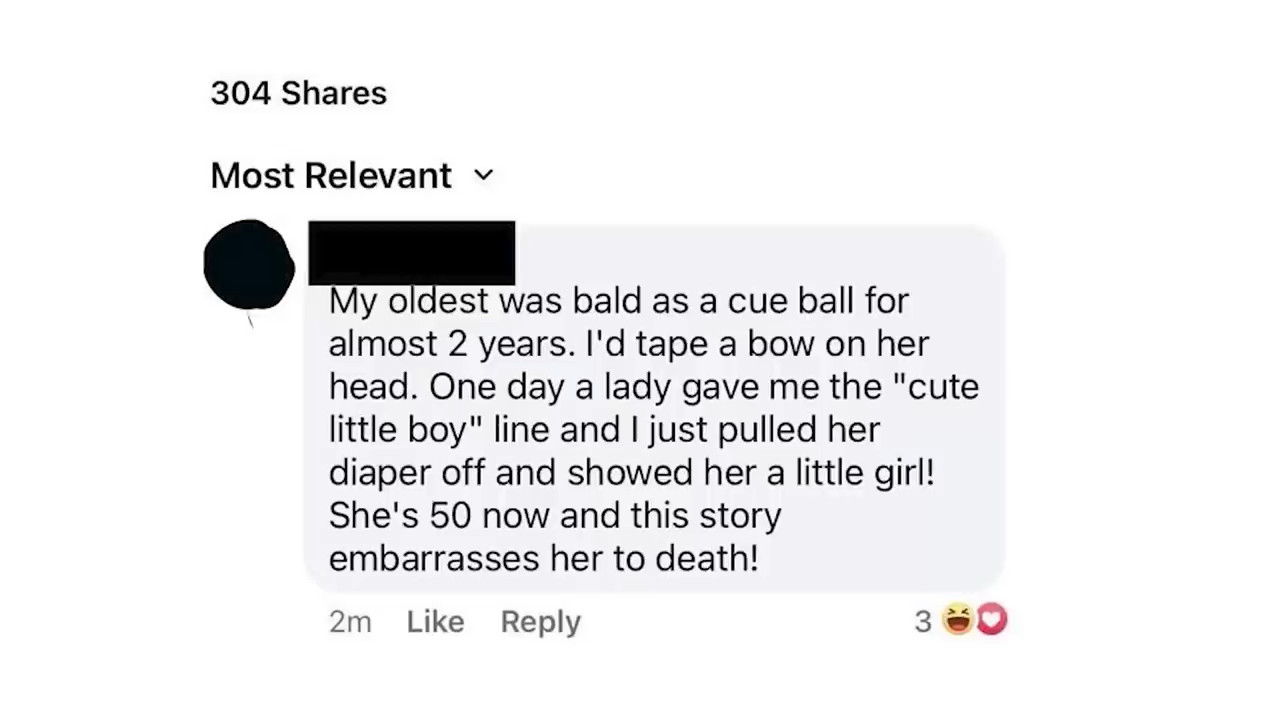 304 Shares
Most Relevant
My oldest was bald as a cue ball for
almost 2 years. I'd tape a bow on her
head. One day a lady gave me the "cute
little boy" line and I just pulled her
diaper off and showed her a little girl!
She's 50 now and this story
embarrasses her to death!
2m Like Reply 3